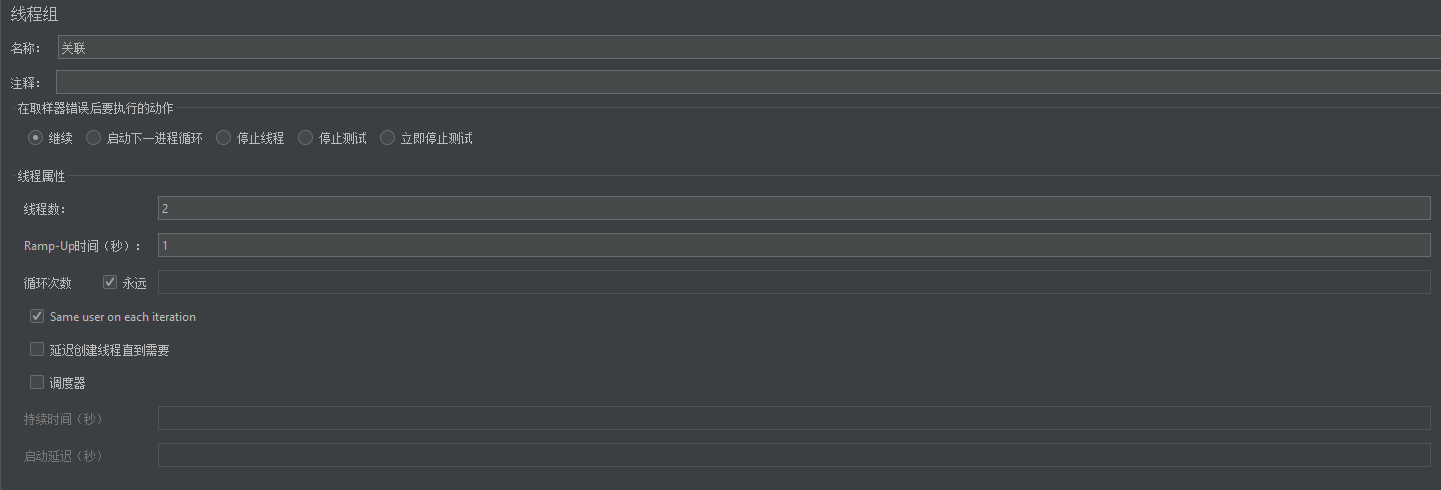 线程组
名称： 关联
注释：
在取样器错误后要执行的动作
继续 启动下一进程循环 停止线程 停止测试 立即停止测试
线程属性
线程数： 2
Ramp-Up时间（秒）： 1
循环次数 永远
Same user on each iteration
延迟创建线程直到需要
调度器
持续时间（秒）
启动延迟（秒）